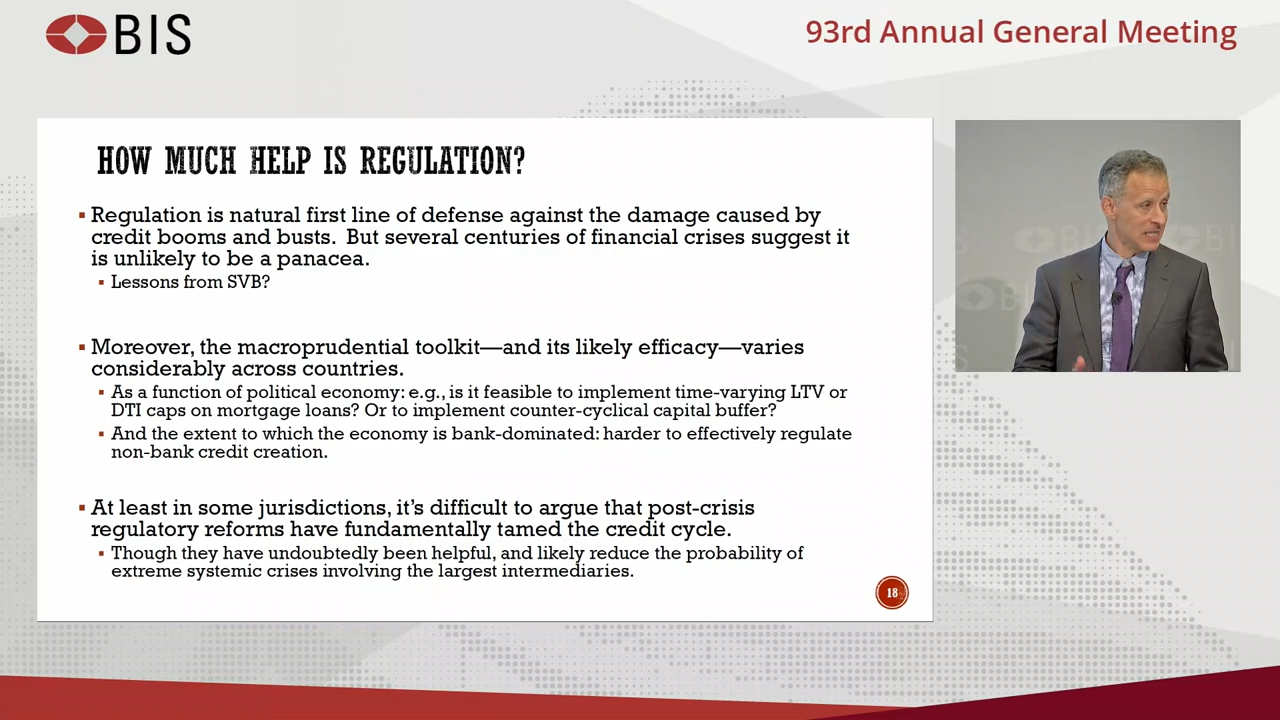 BIS
93rd Annual General Meeting
HOW MUCH HELP IS REGULATION?
▪ Regulation is natural first line of defense against the damage caused by
credit booms and busts. But several centuries of financial crises suggest it
is unlikely to be a panacea.
▪ Lessons from SVB?
▪ Moreover, the macroprudential toolkit—and its likely efficacy—varies
considerably across countries.
▪ As a function of political economy: e.g., is it feasible to implement time-varying LTV or
DTI caps on mortgage loans? Or to implement counter-cyclical capital buffer?
▪ And the extent to which the economy is bank-dominated: harder to effectively regulate
non-bank credit creation.
▪ At least in some jurisdictions, it's difficult to argue that post-crisis
regulatory reforms have fundamentally tamed the credit cycle.
▪ Though they have undoubtedly been helpful, and likely reduce the probability of
extreme systemic crises involving the largest intermediaries.
18